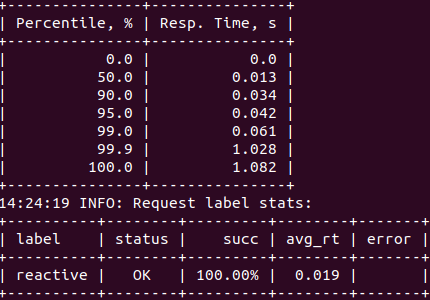 +---------------+---------------+
| Percentile, % | Resp. Time, s |
+---------------+---------------+
|           0.0 |           0.0 |
|          50.0 |         0.013 |
|          90.0 |         0.034 |
|          95.0 |         0.042 |
|          99.0 |         0.061 |
|          99.9 |         1.028 |
|         100.0 |         1.082 |
+---------------+---------------+
14:24:19 INFO: Request label stats:
+----------+--------+---------+--------+-------+
| label    | status |    succ | avg_rt | error |
+----------+--------+---------+--------+-------+
| reactive |   OK   | 100.00% |  0.019 |       |
+----------+--------+---------+--------+-------+